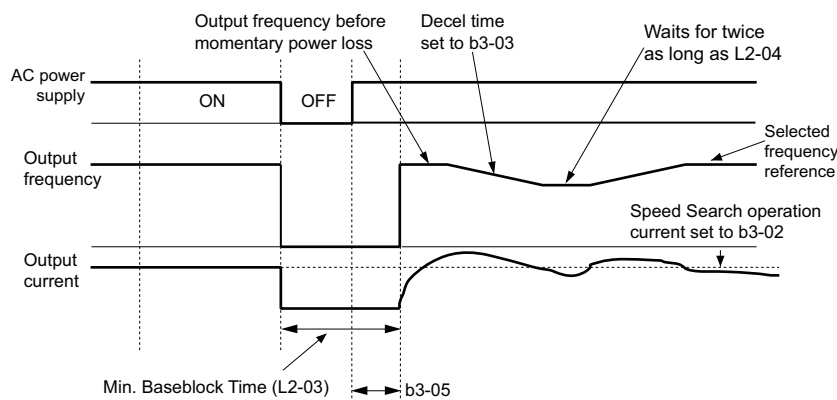 Output frequency before
momentary power loss
Decel time
set to b3-03
Waits for twice
as long as L2-04
AC power
supply
ON
OFF
Output
frequency
Selected
frequency
reference
Speed Search operation
current set to b3-02
Output
current
Min. Baseblock Time (L2-03)
b3-05